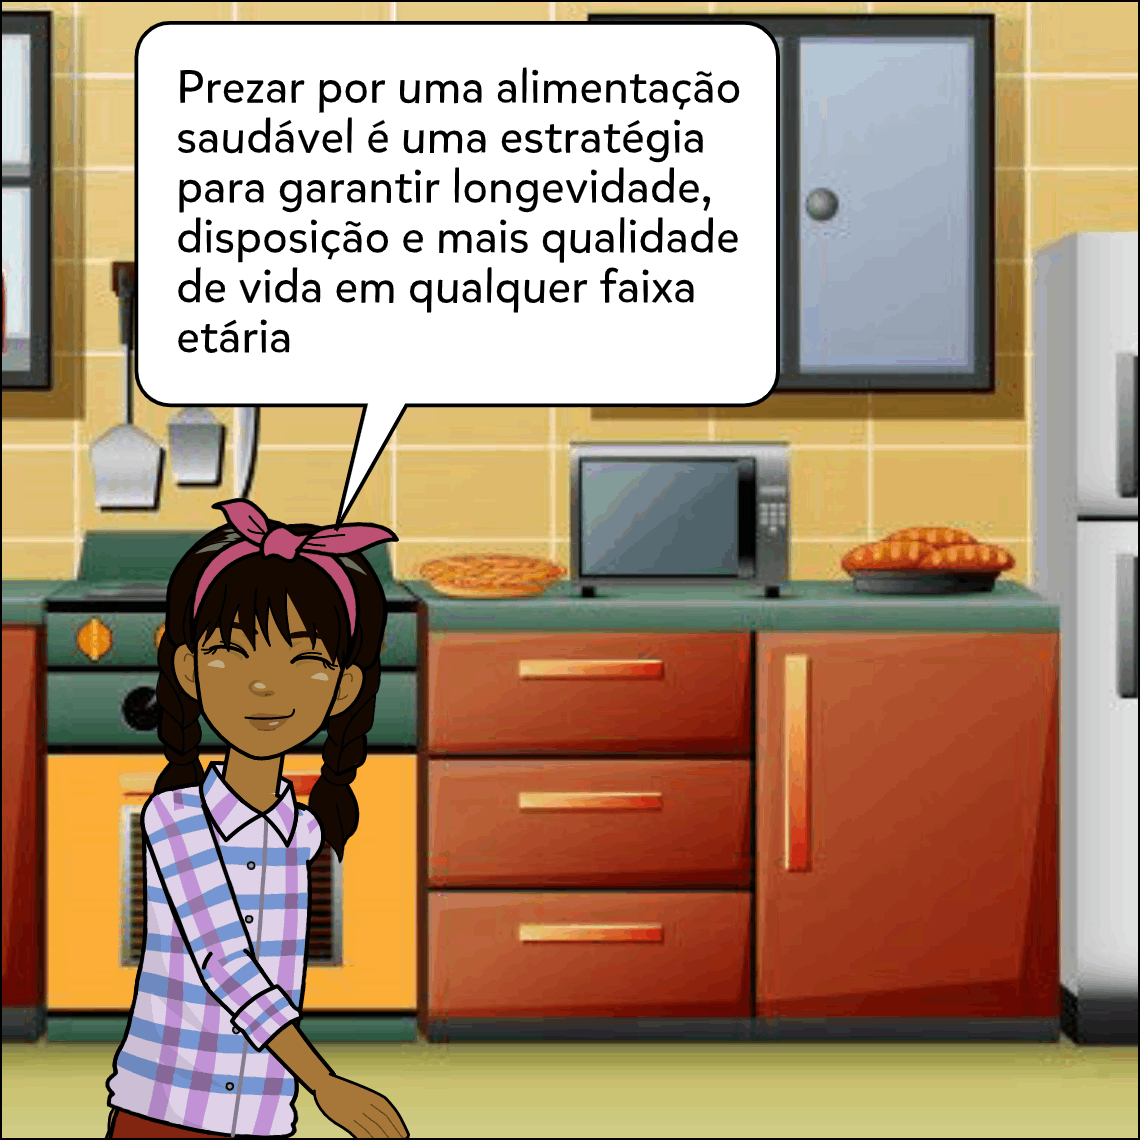 Prezar por uma alimentação
saudável é uma estratégia
para garantir longevidade,
disposição e mais qualidade
de vida em qualquer faixa
etária